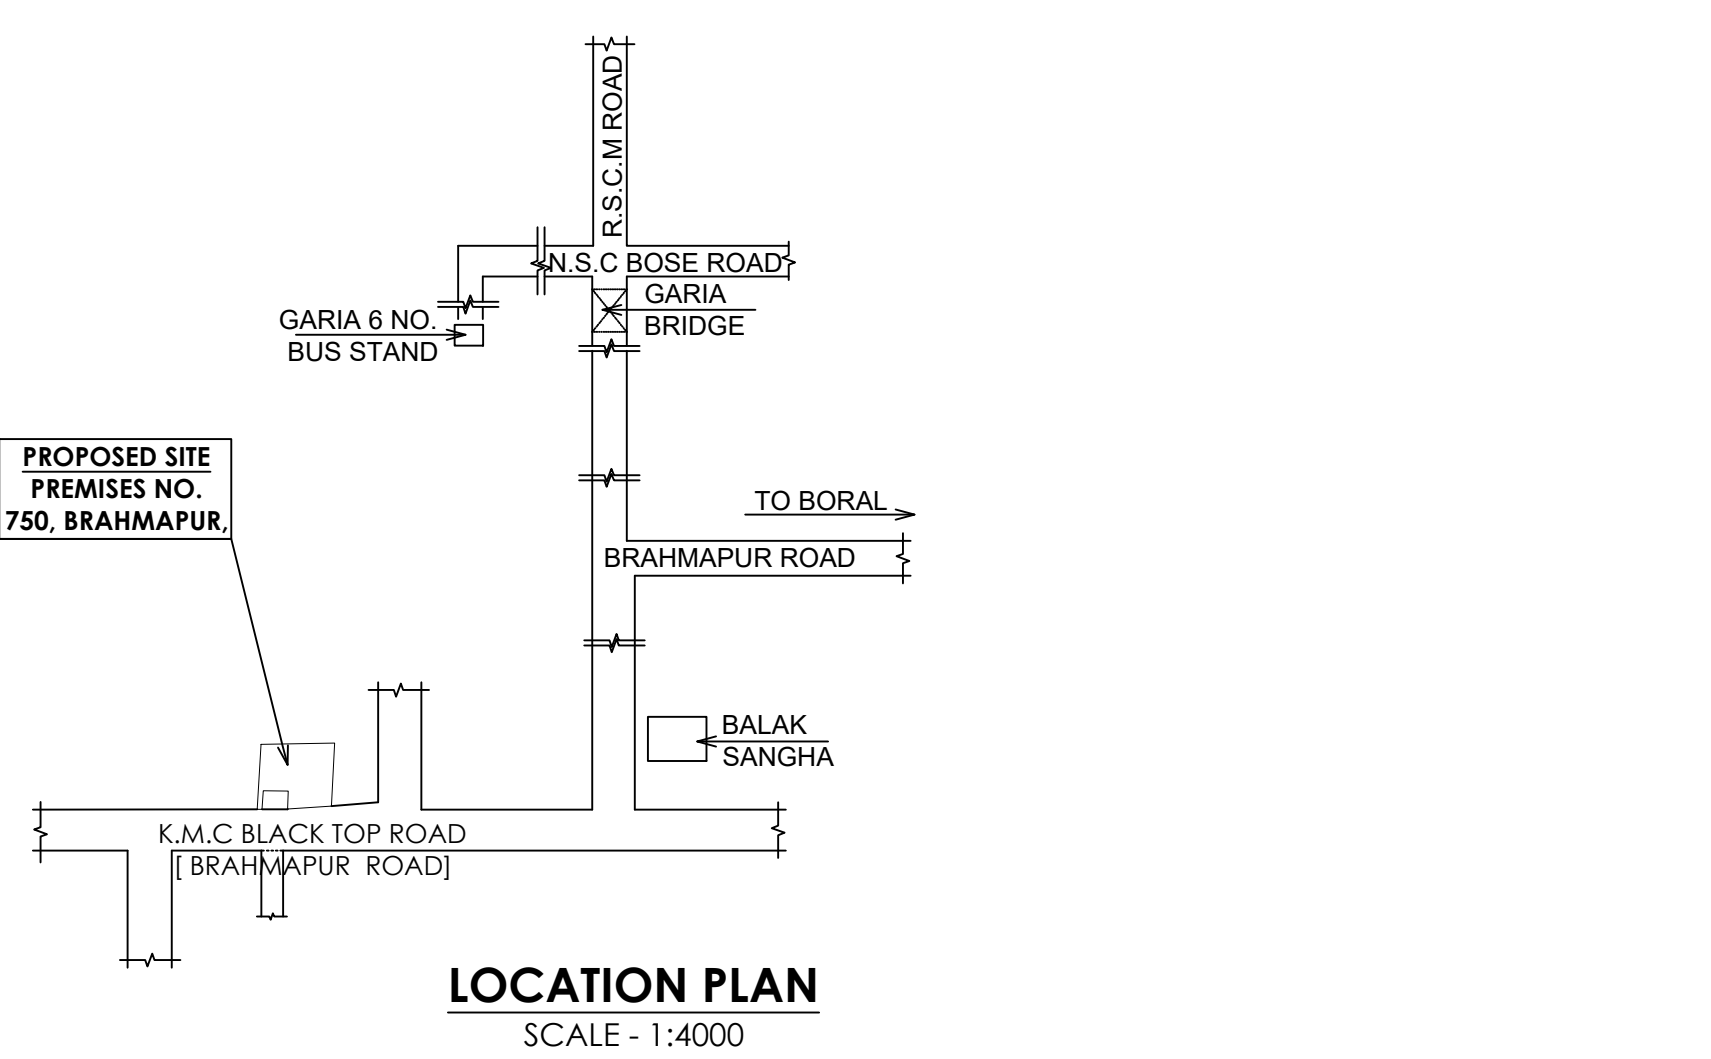 R.S.C.M ROAD
N.S.C BOSE ROAD
GARIA
BRIDGE
GARIA 6 NO.
BUS STAND
PROPOSED SITE
PREMISES NO.
750, BRAHMAPUR,
TO BORAL
BRAHMAPUR ROAD
BALAK
SANGHA
K.M.C BLACK TOP ROAD
[ BRAHMAPUR ROAD]
LOCATION PLAN
SCALE - 1:4000